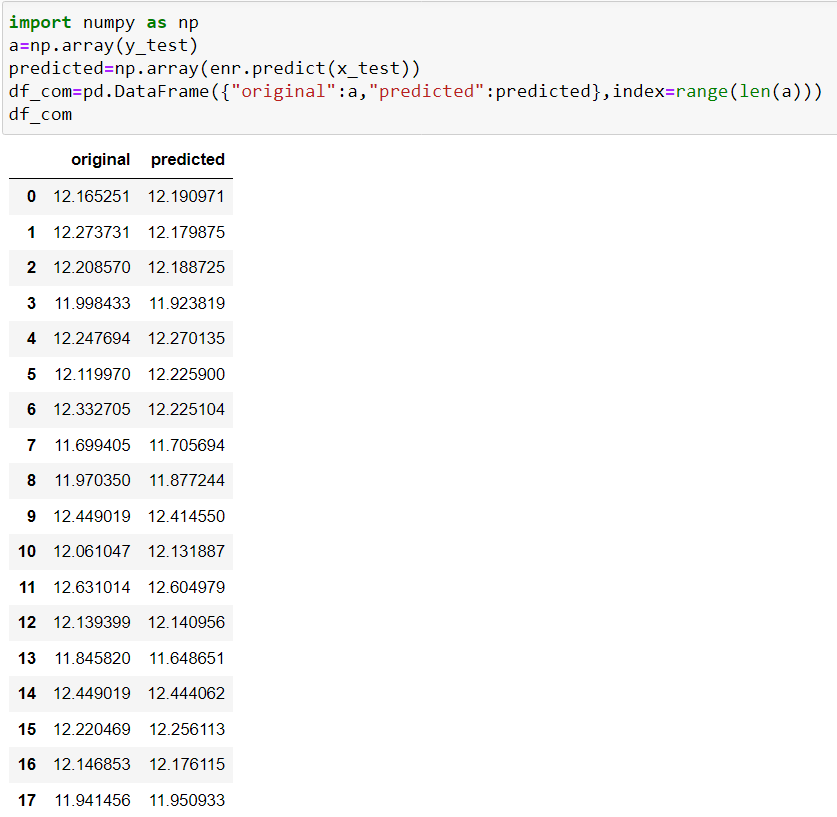 import numpy as np
a=np.array(y_test)
predicted=np.array(enr.predict(x_test))
df_com=pd.DataFrame({"original":a,"predicted":predicted},index=range(len(a)))
df_com
original predicted
0 12.165251 12.190971
1 12.273731 12.179875
2 12.208570 12.188725
3 11.998433 11.923819
4 12.247694 12.270135
5 12.119970 12.225900
6 12.332705 12.225104
7 11.699405 11.705694
8 11.970350 11.877244
9 12.449019 12.414550
10 12.061047 12.131887
11 12.631014 12.604979
12 12.139399 12.140956
13 11.845820 11.648651
14 12.449019 12.444062
15 12.220469 12.256113
16 12.146853 12.176115
17 11.941456 11.950933